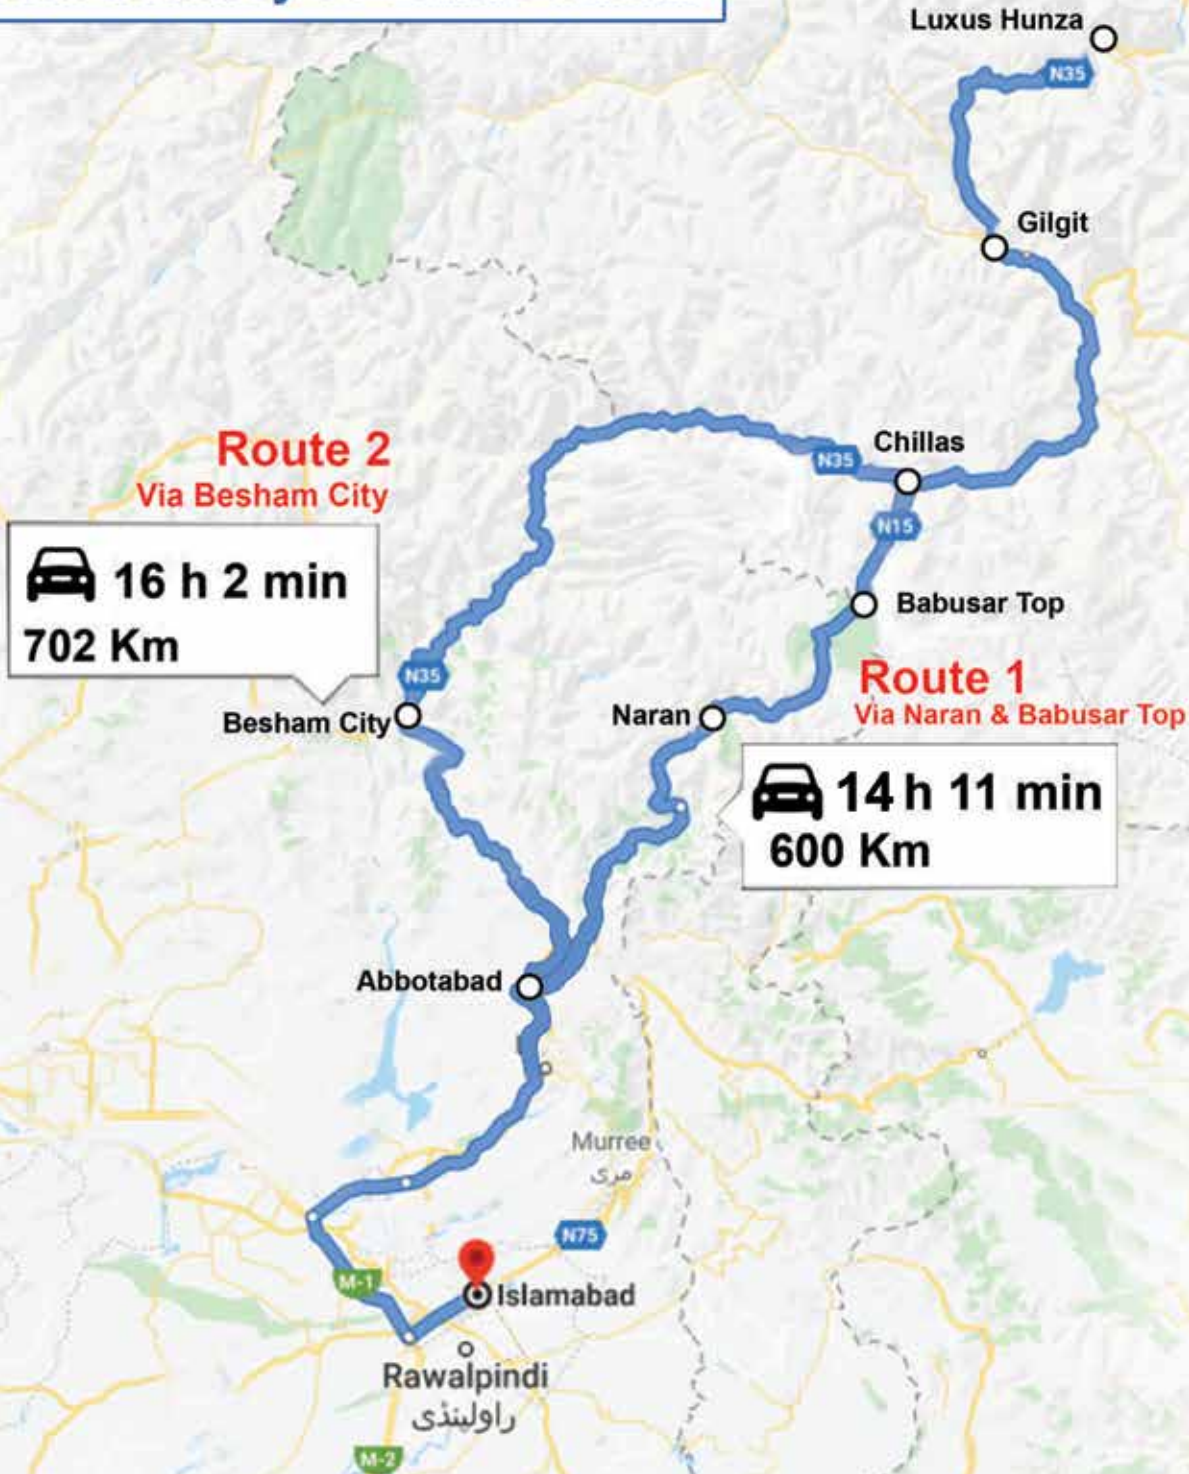 Luxus Hunza
N35
Gilgit
Chillas
N35
N15
Route 2
Via Besham City
16 h 2 min
702 Km
Babusar Top
N35
Route 1
Via Naran & Babusar Top
Besham City
Naran
14 h 11 min
600 Km
Abbotabad
Murree
مری
N75
M-1
Islamabad
Rawalpindi
راولپنڈی
M-2